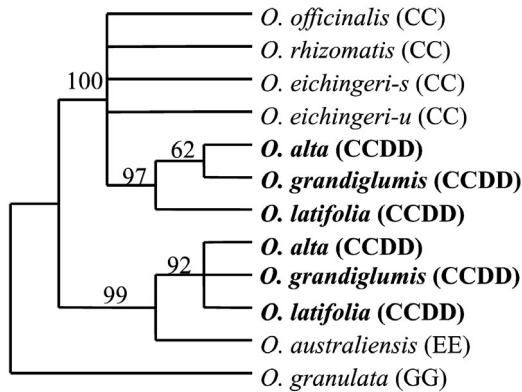 O. officinalis (CC)
O. rhizomatis (CC)
100
O. eichingeri-s (CC)
O. eichingeri-u (CC)
62
O. alta (CCDD)
97
O. grandiglumis (CCDD)
O. latifolia (CCDD)
O. alta (CCDD)
92
O. grandiglumis (CCDD)
99
O. latifolia (CCDD)
O. australiensis (EE)
O. granulata (GG)